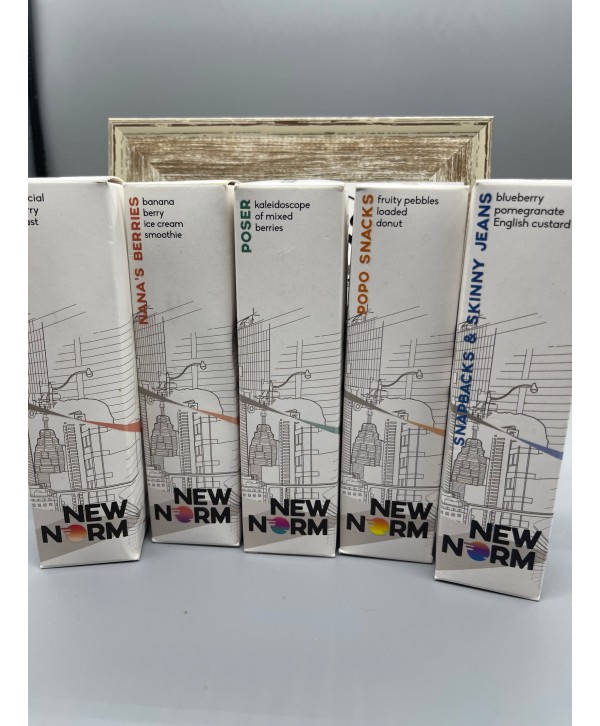 NANA'S BERRIES
banana
berry
ice cream
smoothie
NEW
NORM
NEW
NORM
POSER
kaleidoscope
of mixed
berries
NEW
NORM
POPO SNACKS
fruity pebbles
loaded
donut
NEW
NORM
SNAPBACKS & SKINNY JEANS
blueberry
pomegranate
English custard
NEW
NORM